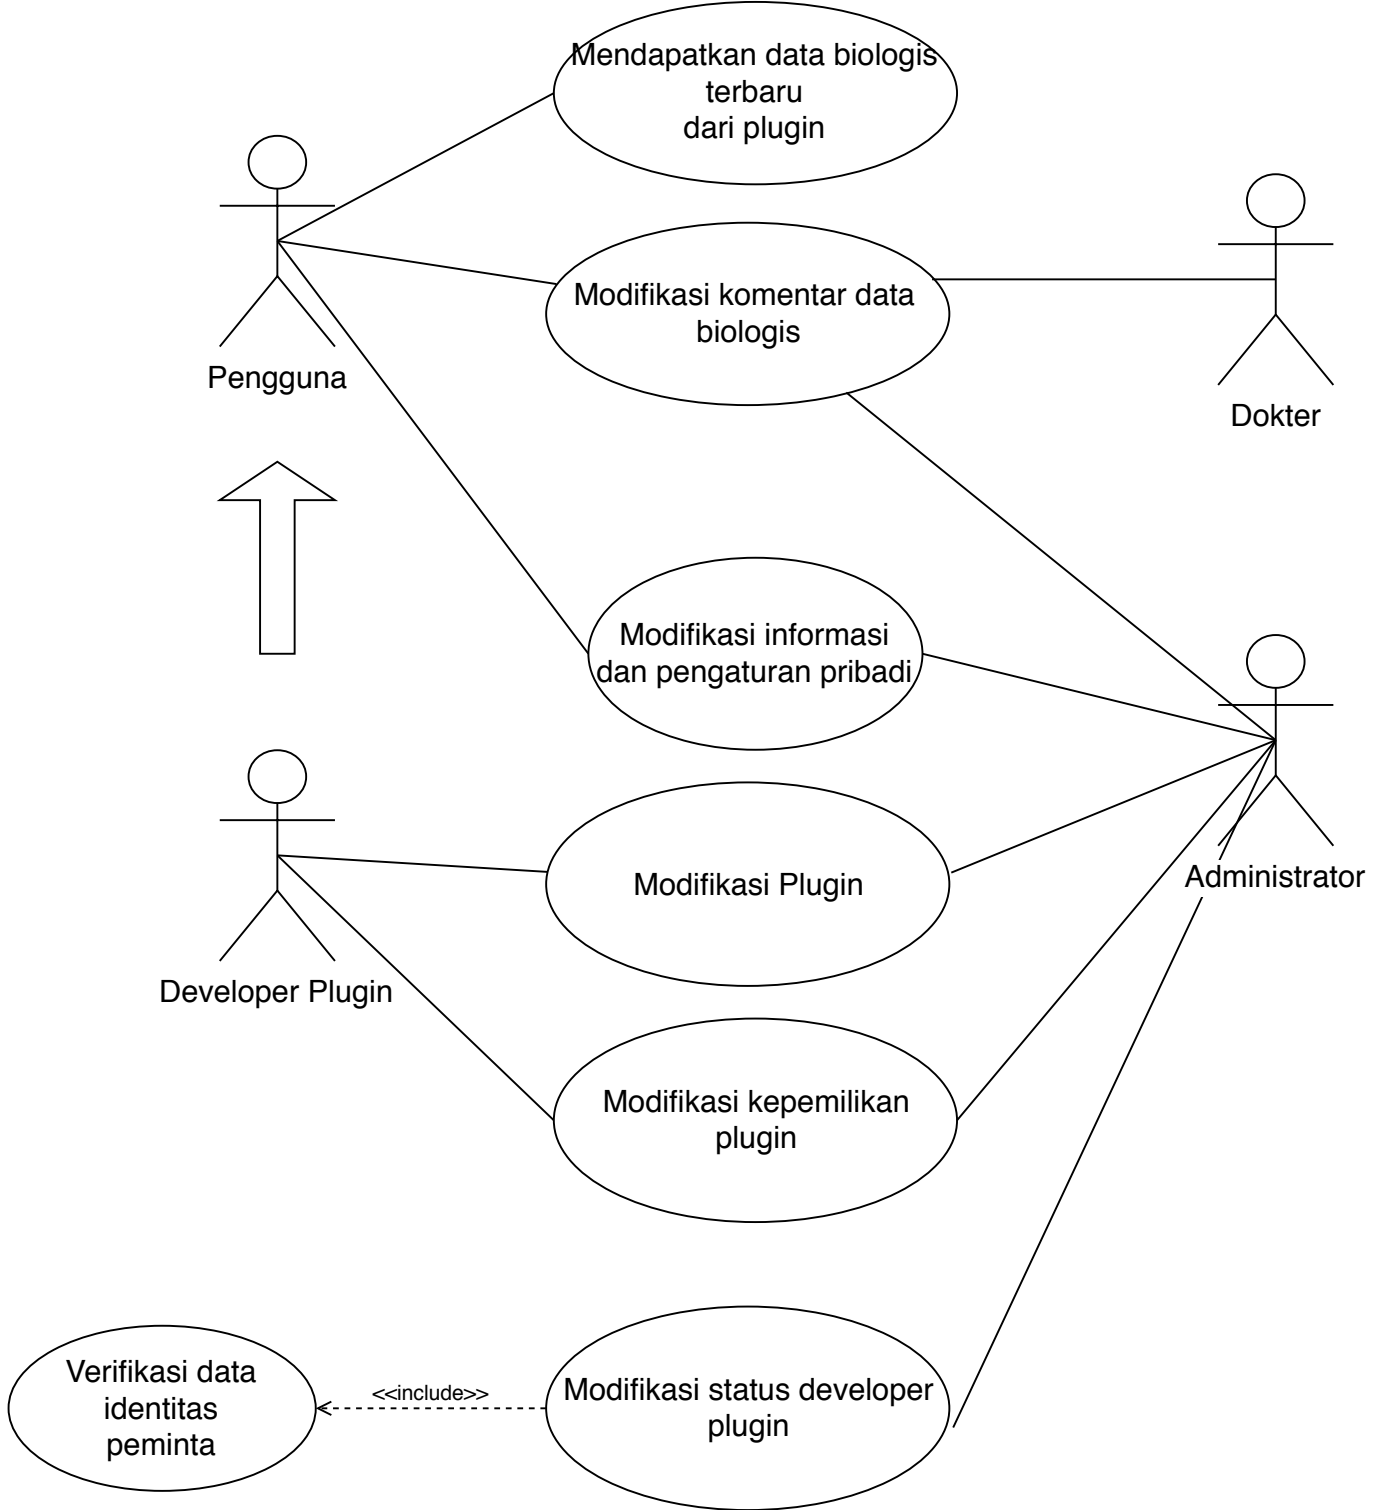 Mendapatkan data biologis
terbaru
dari plugin
Pengguna
Modifikasi komentar data
biologis
Dokter
Modifikasi informasi
dan pengaturan pribadi
Administrator
Modifikasi Plugin
Developer Plugin
Modifikasi kepemilikan
plugin
Verifikasi data
identitas
peminta
<<include>>
Modifikasi status developer
plugin